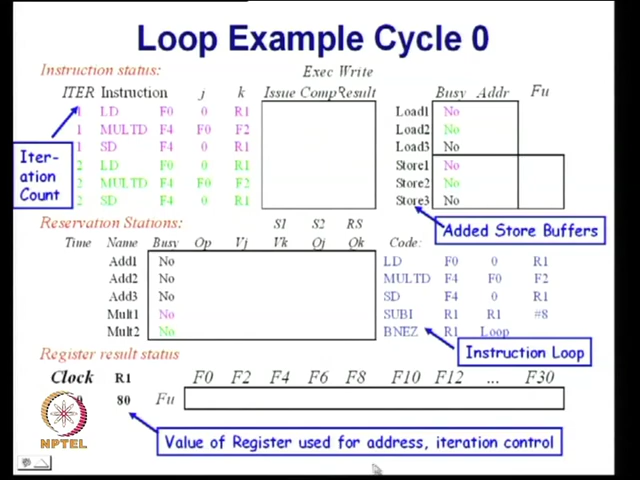 Loop Example Cycle 0
Instruction status:
Exec Write
ITER Instruction j k Issue Comp Result Busy Addr Fu
1 LD F0 0 R1 Load1 No
1 MULTD F4 F0 F2 Load2 No
1 SD F4 0 R1 Load3 No
2 LD F0 0 R1 Store1 No
2 MULTD F4 F0 F2 Store2 No
2 SD F4 0 R1 Store3 No
Iter-
ation
Count
Added Store Buffers
Reservation Stations: S1 S2 RS
Time Name Busy Op Vj Vk Qj Qk Code:
Add1 No LD F0 0 R1
Add2 No MULTD F4 F0 F2
Add3 No SD F4 0 R1
Mult1 No SUBI R1 R1 #8
Mult2 No BNEZ R1 Loop
Instruction Loop
Register result status
Clock R1 F0 F2 F4 F6 F8 F10 F12 ... F30
0 80 Fu
NPTEL
Value of Register used for address, iteration control